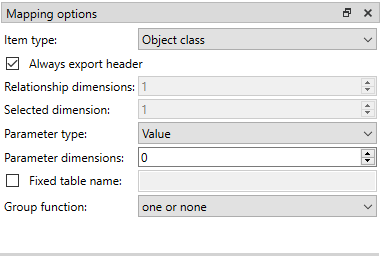 Mapping options
Item type: Object class
Always export header
Relationship dimensions: 1
Selected dimension: 1
Parameter type: Value
Parameter dimensions: 0
Fixed table name:
Group function: one or none